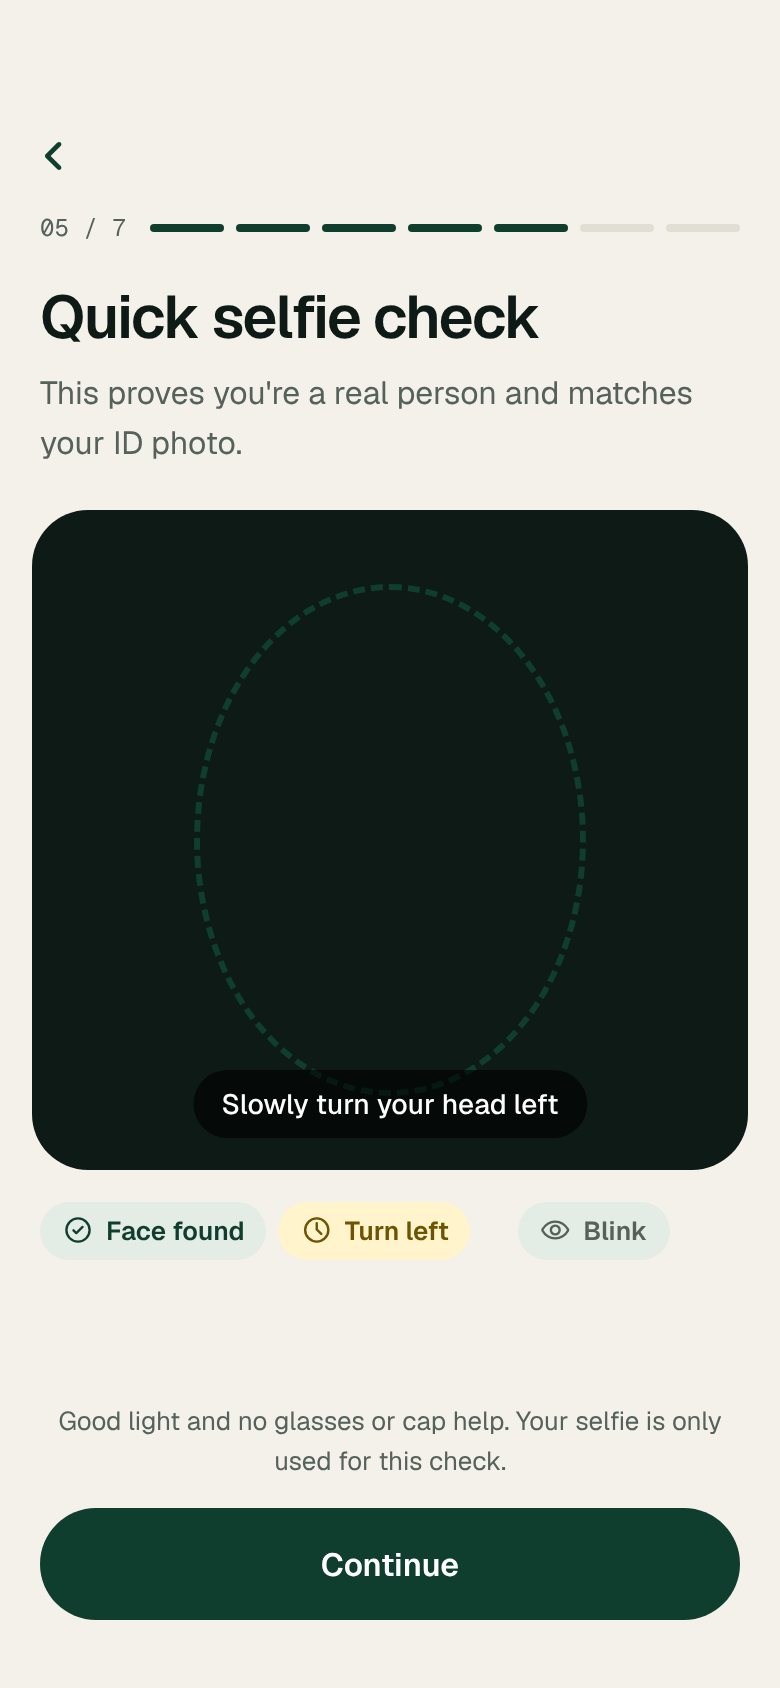 05 / 7
Quick selfie check
This proves you're a real person and matches
your ID photo.
Slowly turn your head left
Face found
Turn left
Blink
Good light and no glasses or cap help. Your selfie is only
used for this check.
Continue